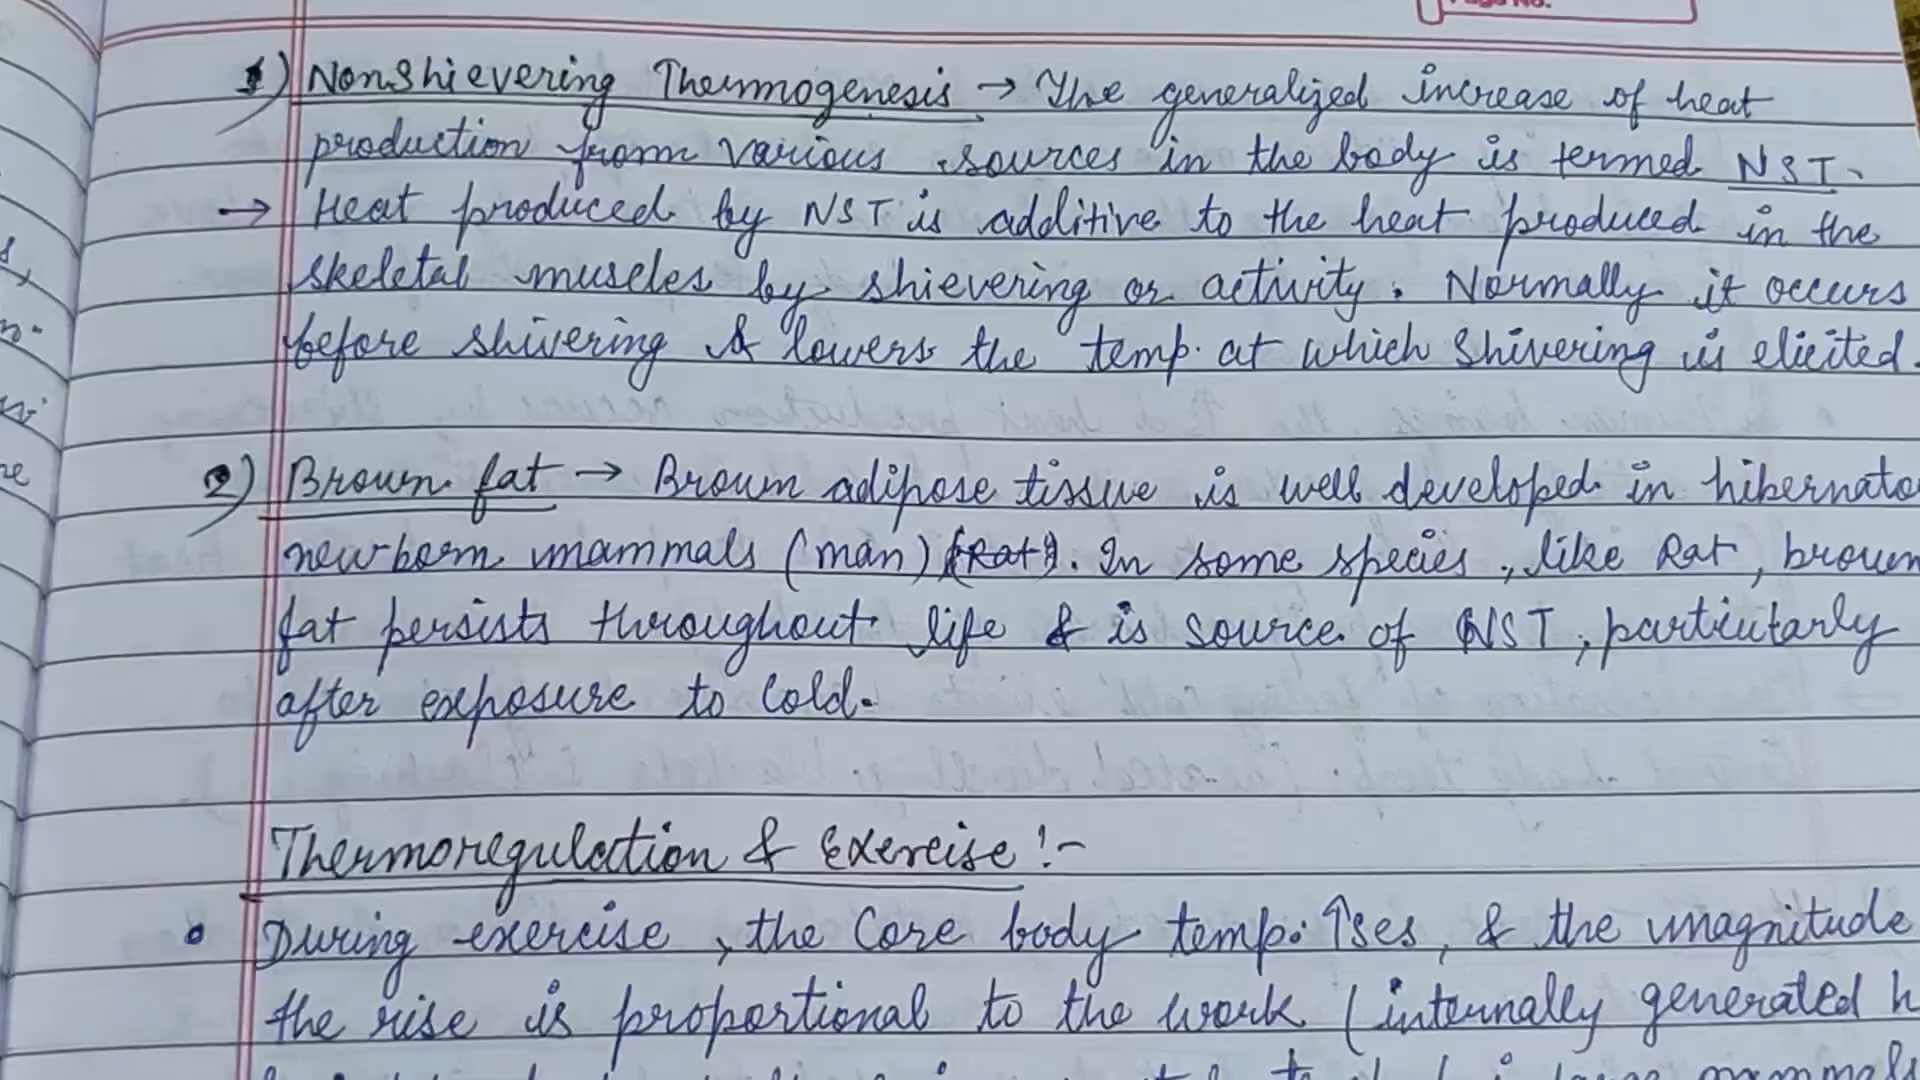 Page No.
1) Nonshievering Thermogenesis → The generalized increase of heat
production from various sources in the body is termed NST.
→ Heat produced by NST is additive to the heat produced in the
skeletal muscles by shievering or activity. Normally it occurs
before shivering & lowers the temp. at which shivering is elicited.
2) Brown fat → Brown adipose tissue is well developed in hibernato
new born mammals (man) (Rat). In some species, like Rat, brown
fat persists throughout life & is source of NST, particularly
after exposure to cold.
Thermoregulation & Exercise :-
• During exercise, the core body temp. ↑ses, & the magnitude
the rise is proportional to the work (internally generated h